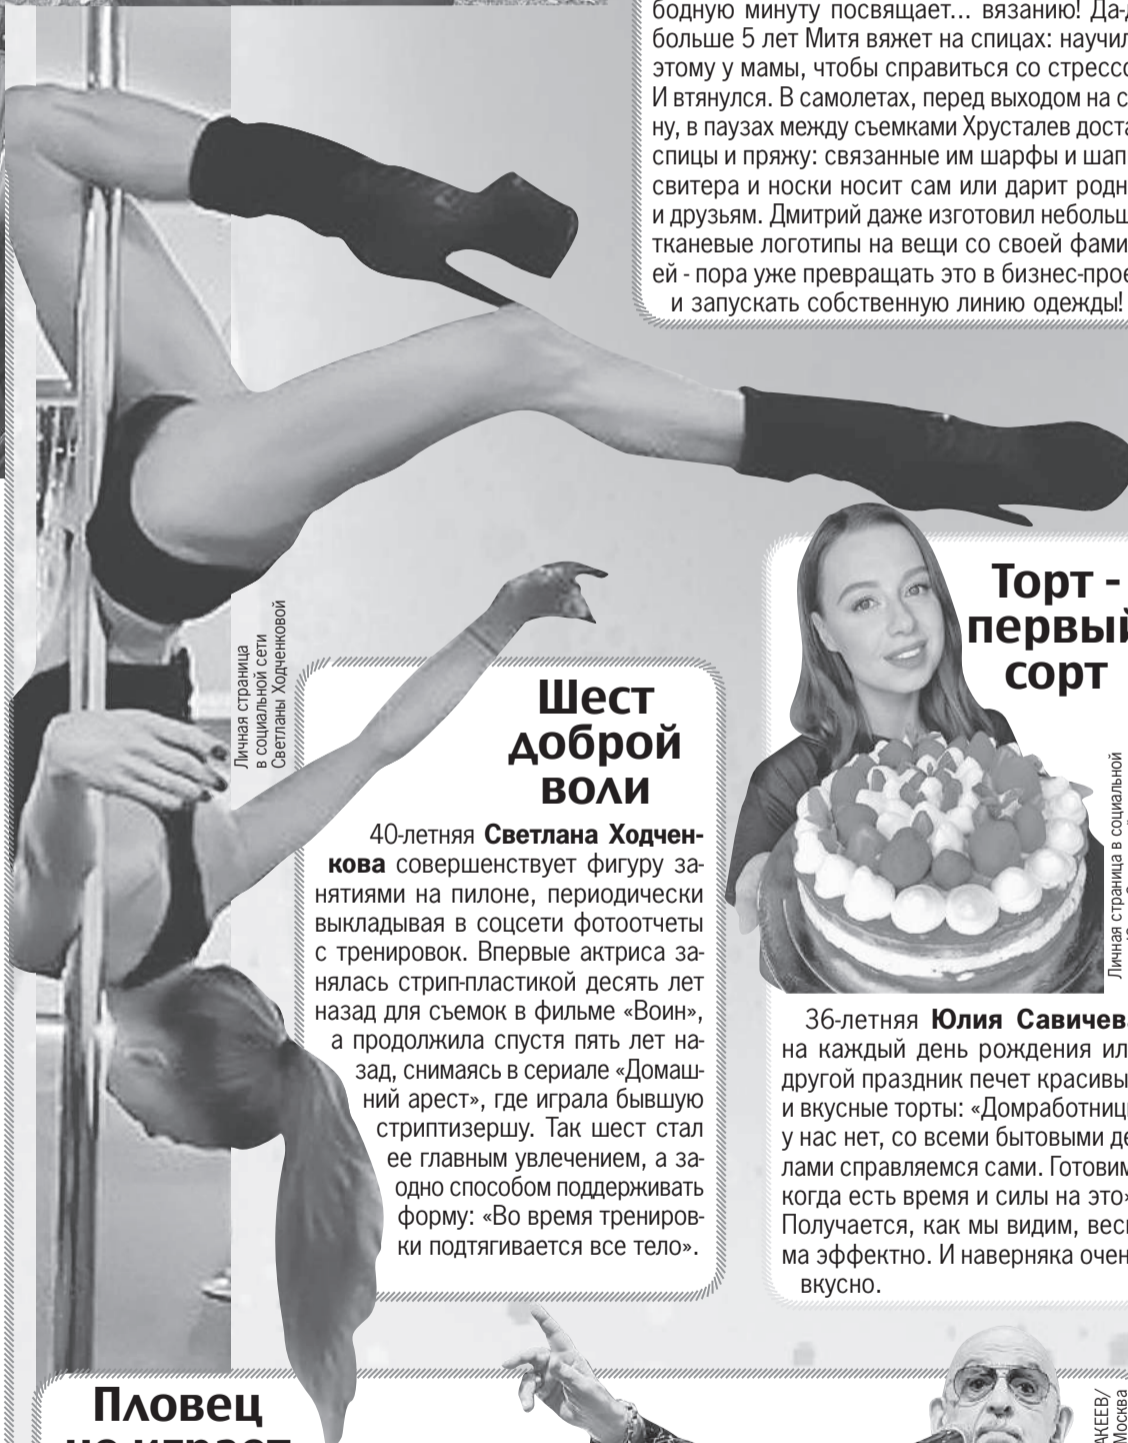 бодную минуту посвящает... вязанию! Да-д
больше 5 лет Митя вяжет на спицах: научил
этому у мамы, чтобы справиться со стрессо
И втянулся. В самолетах, перед выходом на с
ну, в паузах между съемками Хрусталев доста
спицы и пряжу: связанные им шарфы и шап
свитера и носки носит сам или дарит родн
и друзьям. Дмитрий даже изготовил небольш
тканевые логотипы на вещи со своей фами
ей - пора уже превращать это в бизнес-прое
и запускать собственную линию одежды!
Личная страница
в социальной сети
Светланы Ходченковой
Шест
доброй
воли
40-летняя Светлана Ходчен-
кова совершенствует фигуру за-
нятиями на пилоне, периодически
выкладывая в соцсети фотоотчеты
с тренировок. Впервые актриса за-
нялась стрип-пластикой десять лет
назад для съемок в фильме «Воин»,
а продолжила спустя пять лет на-
зад, снимаясь в сериале «Домаш-
ний арест», где играла бывшую
стриптизершу. Так шест стал
ее главным увлечением, а за-
одно способом поддерживать
форму: «Во время трениров-
ки подтягивается все тело».
Торт -
первый
сорт
Личная страница в социальной
36-летняя Юлия Савичева
на каждый день рождения ил
другой праздник печет красивы
и вкусные торты: «Домработниц
у нас нет, со всеми бытовыми де
лами справляемся сами. Готовим
когда есть время и силы на это»
Получается, как мы видим, весь
ма эффектно. И наверняка очен
вкусно.
Пловец
не играет
АКЕЕВ/
Москва